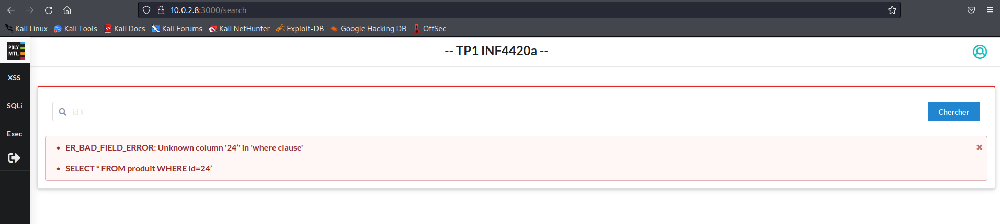 10.0.2.8:3000/search
Kali Linux Kali Tools Kali Docs Kali Forums Kali NetHunter Exploit-DB Google Hacking DB OffSec
POLY
MTL
-- TP1 INF4420a --
XSS
SQLi
Exec
id #
Chercher
ER_BAD_FIELD_ERROR: Unknown column '24’' in 'where clause'
SELECT * FROM produit WHERE id=24’